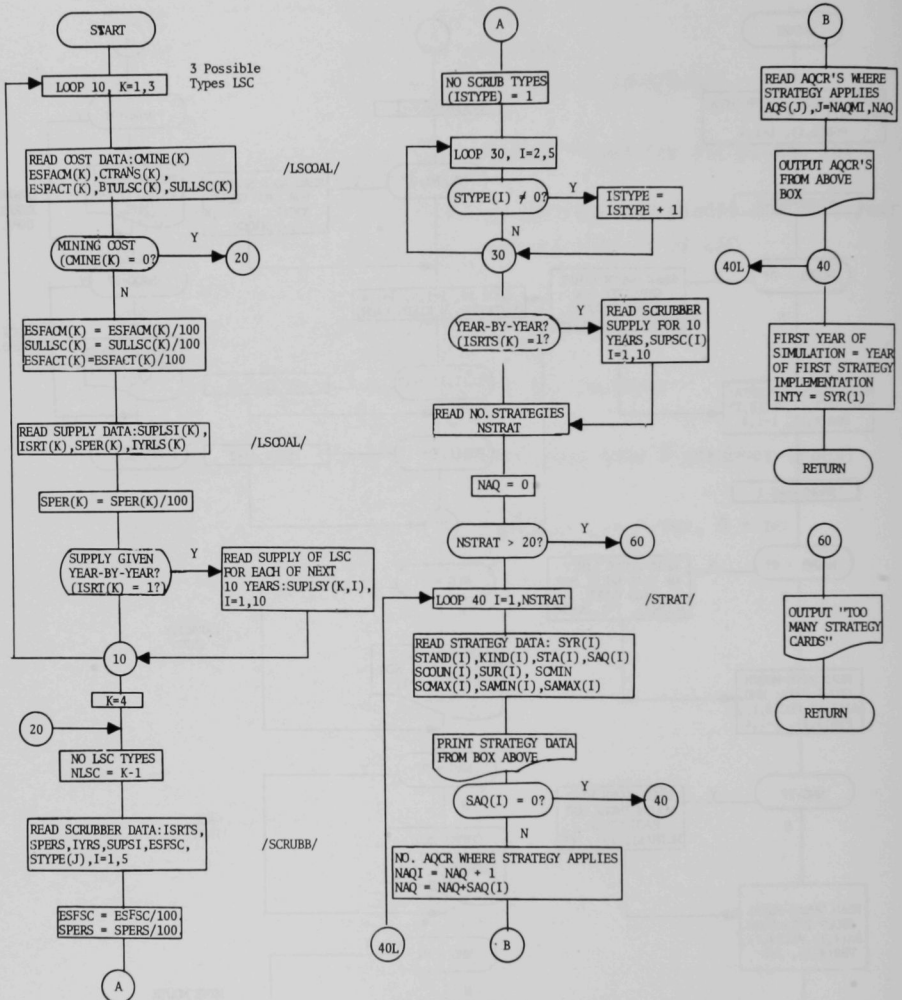 START
3 Possible
Types LSC
LOOP 10, K=1,3
READ COST DATA:CMINE(K)
ESFACM(K),CTRANS(K),
ESFACT(K),BTULSC(K),SULLSC(K)
/LSCOAL/
MINING COST
(CMINE(K) = 0?
Y
20
N
ESFACM(K) = ESFACM(K)/100
SULLSC(K) = SULLSC(K)/100
ESFACT(K)=ESFACT(K)/100
READ SUPPLY DATA:SUPLSI(K),
ISRT(K),SPER(K),IYRLS(K)
/LSCOAL/
SPER(K) = SPER(K)/100
SUPPLY GIVEN
YEAR-BY-YEAR?
(ISRT(K) = 1?)
Y
READ SUPPLY OF LSC
FOR EACH OF NEXT
10 YEARS:SUPLSY(K,I),
I=1,10
10
K=4
20
NO LSC TYPES
NLSC = K-1
READ SCRUBBER DATA:ISRTS,
SPERS,IYRS,SUPSI,ESFSC,
STYPE(J),I=1,5
/SCRUBB/
ESFSC = ESFSC/100.
SPERS = SPERS/100.
A
A
NO SCRUB TYPES
(ISTYPE) = 1
LOOP 30, I=2,5
STYPE(I) ≠ 0?
Y
ISTYPE =
ISTYPE + 1
N
30
YEAR-BY-YEAR?
(ISRTS(K) =1?
Y
READ SCRUBBER
SUPPLY FOR 10
YEARS,SUPSC(I)
I=1,10
READ NO.STRATEGIES
NSTRAT
NAQ = 0
NSTRAT > 20?
Y
60
LOOP 40 I=1,NSTRAT
/STRAT/
READ STRATEGY DATA: SYR(I)
STAND(I),KIND(I),STA(I),SAQ(I)
SCOUN(I),SUR(I), SCMIN
SCMAX(I),SAMIN(I),SAMAX(I)
PRINT STRATEGY DATA
FROM BOX ABOVE
SAQ(I) = 0?
Y
40
N
NO. AQCR WHERE STRATEGY APPLIES
NAQI = NAQ + 1
NAQ = NAQ+SAQ(I)
40L
B
B
READ AQCR'S WHERE
STRATEGY APPLIES
AQS(J),J=NAQMI,NAQ
OUTPUT AQCR'S
FROM ABOVE
BOX
40L
40
FIRST YEAR OF
SIMULATION = YEAR
OF FIRST STRATEGY
IMPLEMENTATION
INTY = SYR(1)
RETURN
60
OUTPUT "TOO
MANY STRATEGY
CARDS"
RETURN